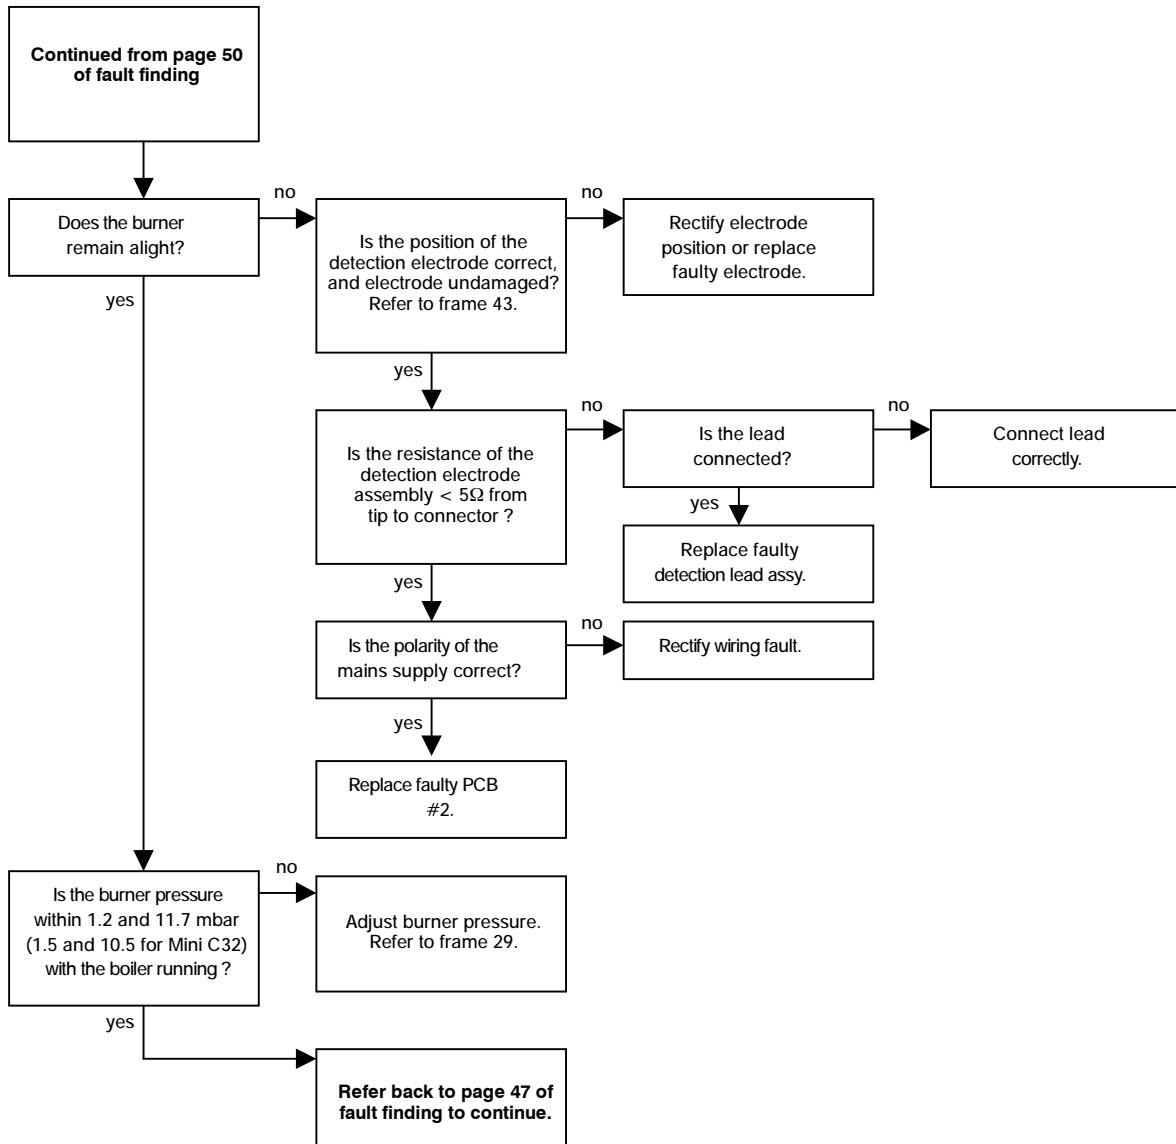 Continued from page 50
of fault finding
no
no
Does the burner
remain alight?
Is the position of the
detection electrode correct,
and electrode undamaged?
Refer to frame 43.
Rectify electrode
position or replace
faulty electrode.
yes
yes
no
no
Is the resistance of the
detection electrode
assembly < 5Ω from
tip to connector ?
Is the lead
connected?
Connect lead
correctly.
yes
Replace faulty
detection lead assy.
yes
no
Is the polarity of the
mains supply correct?
Rectify wiring fault.
yes
Replace faulty PCB
#2.
no
Is the burner pressure
within 1.2 and 11.7 mbar
(1.5 and 10.5 for Mini C32)
with the boiler running ?
Adjust burner pressure.
Refer to frame 29.
yes
Refer back to page 47 of
fault finding to continue.